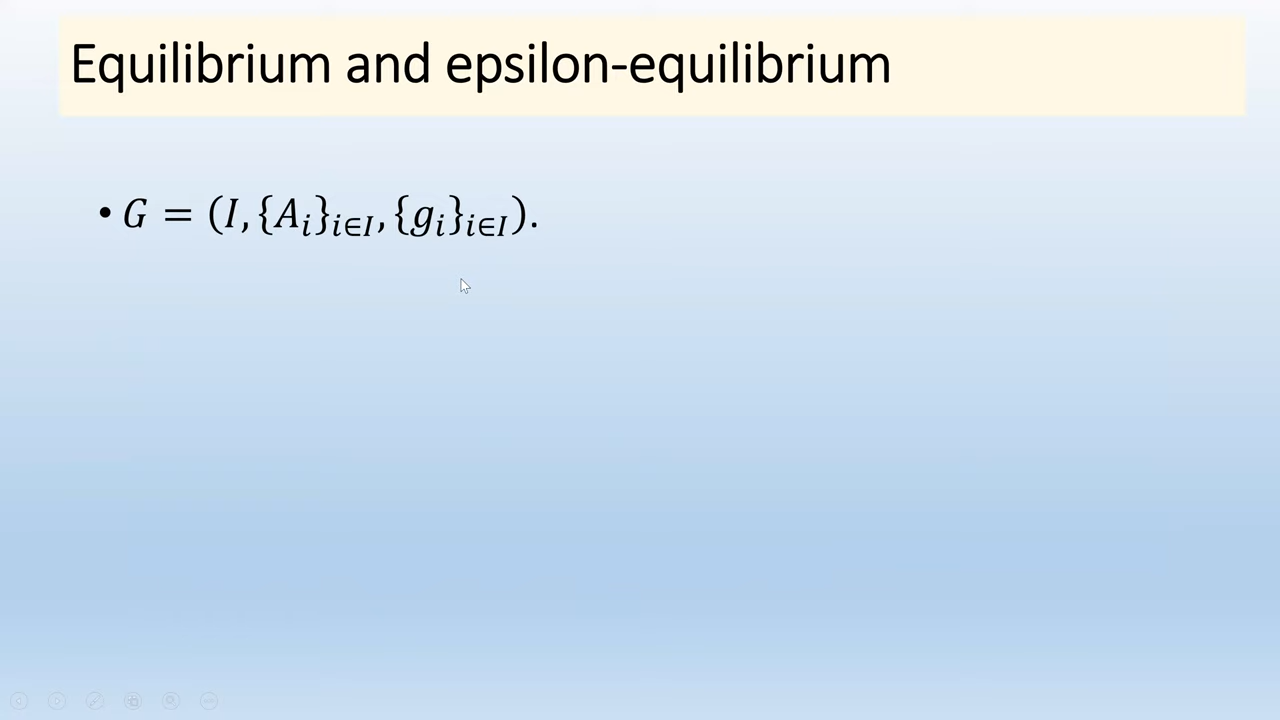 Equilibrium and epsilon-equilibrium
• G = (I, {A_i}_{i∈I}, {g_i}_{i∈I}).